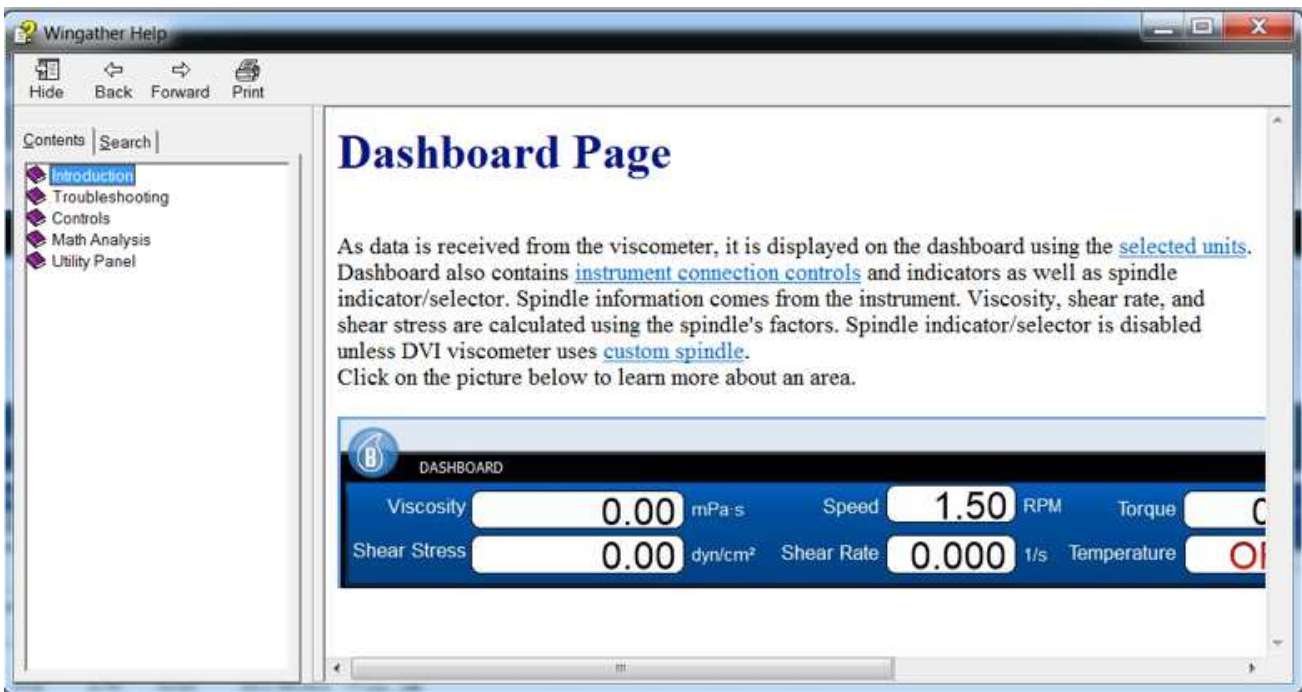 Wingather Help
Hide Back Forward Print
Contents Search
Introduction
Troubleshooting
Controls
Math Analysis
Utility Panel
Dashboard Page
As data is received from the viscometer, it is displayed on the dashboard using the selected units.
Dashboard also contains instrument connection controls and indicators as well as spindle
indicator/selector. Spindle information comes from the instrument. Viscosity, shear rate, and
shear stress are calculated using the spindle's factors. Spindle indicator/selector is disabled
unless DVI viscometer uses custom spindle.
Click on the picture below to learn more about an area.
B
DASHBOARD
Viscosity 0.00 mPa·s Speed 1.50 RPM Torque
Shear Stress 0.00 dyn/cm² Shear Rate 0.000 1/s Temperature